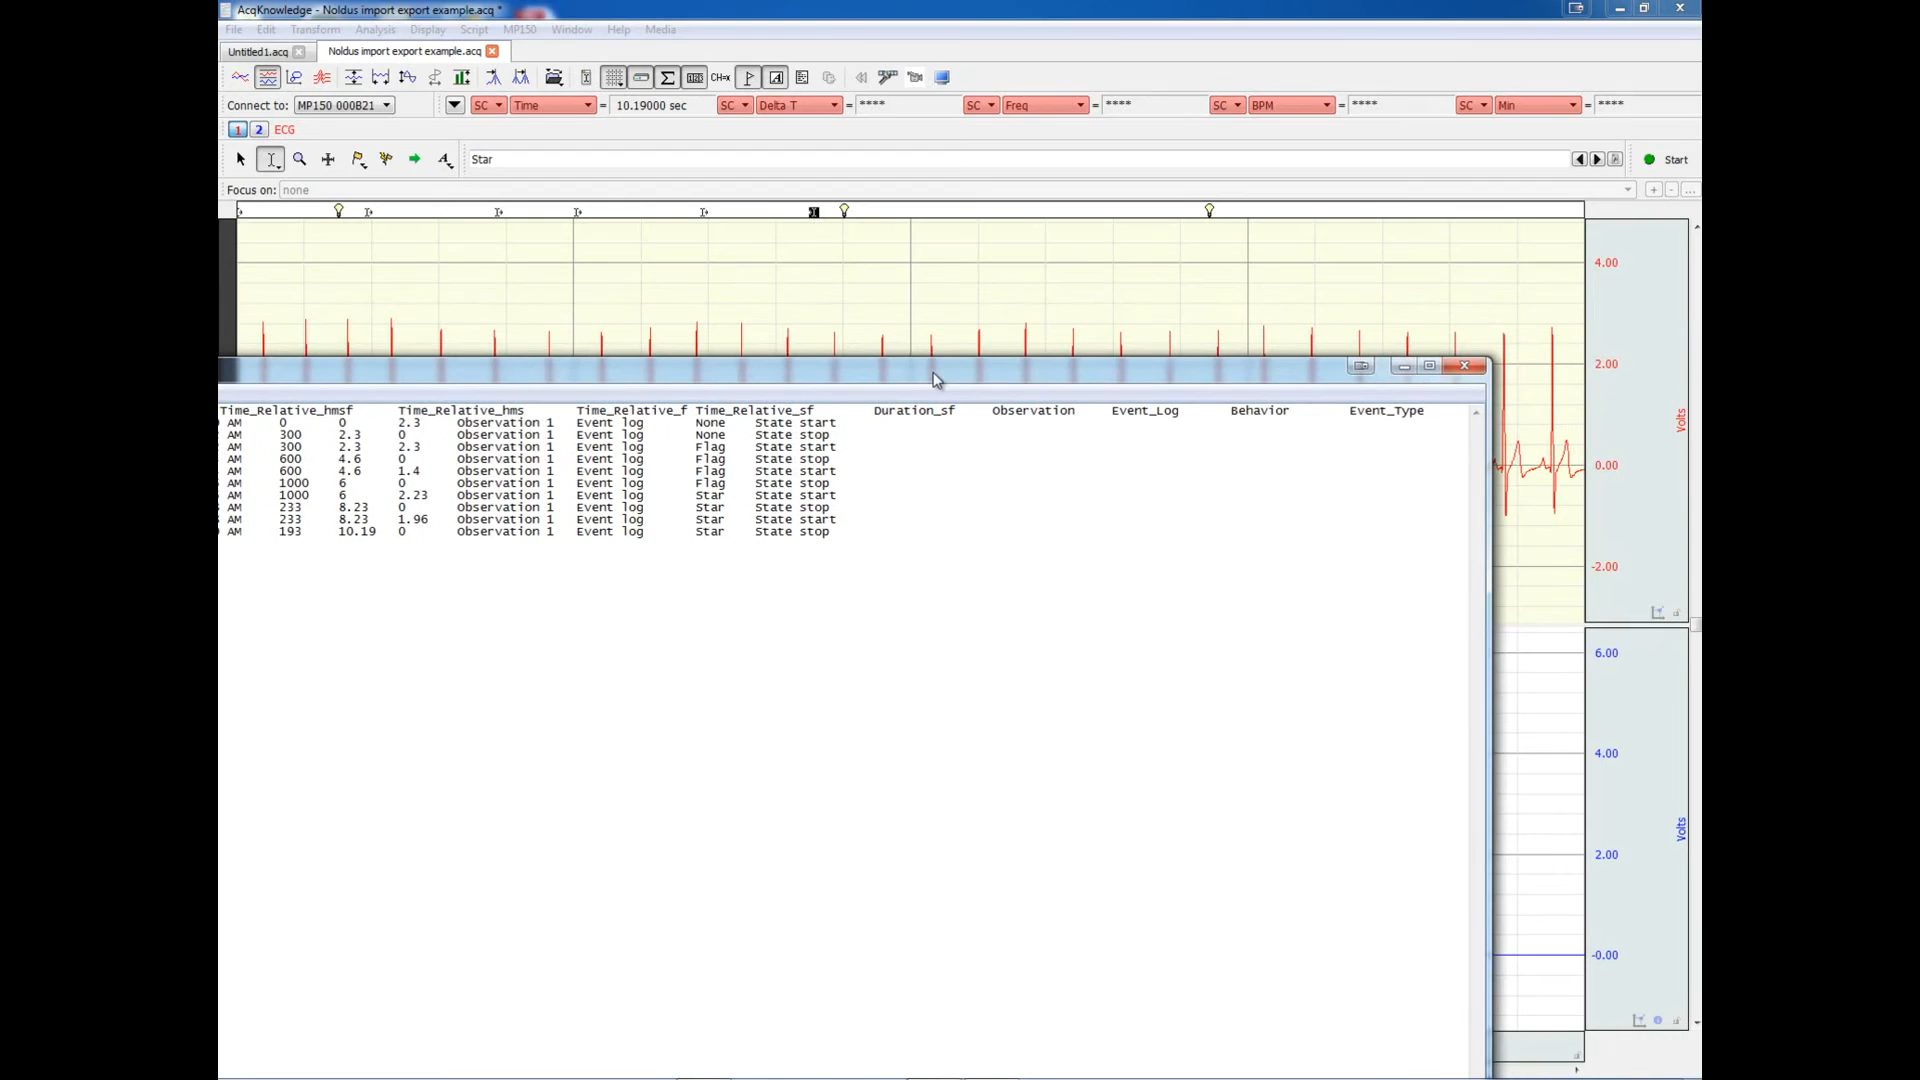 AcqKnowledge - Noldus import export example.acq *
File Edit Transform Analysis Display Script MP150 Window Help Media
Untitled1.acq Noldus import export example.acq
CH=x
Connect to: MP150 000B21 SC Time = 10.19000 sec SC Delta T = **** SC Freq = **** SC BPM = **** SC Min = ****
1 2 ECG
Star Start
Focus on: none
4.00
2.00
Volts
0.00
-2.00
Time_Relative_hmsf Time_Relative_hms Time_Relative_f Time_Relative_sf Duration_sf Observation Event_Log Behavior Event_Type
AM 0 0 2.3 Observation 1 Event log None State start
AM 300 2.3 0 Observation 1 Event log None State stop
AM 300 2.3 2.3 Observation 1 Event log Flag State start
AM 600 4.6 0 Observation 1 Event log Flag State stop
AM 600 4.6 1.4 Observation 1 Event log Flag State start
AM 1000 6 0 Observation 1 Event log Flag State stop
AM 1000 6 2.23 Observation 1 Event log Star State start
AM 233 8.23 0 Observation 1 Event log Star State stop
AM 233 8.23 1.96 Observation 1 Event log Star State start
AM 193 10.19 0 Observation 1 Event log Star State stop
6.00
4.00
Volts
2.00
-0.00